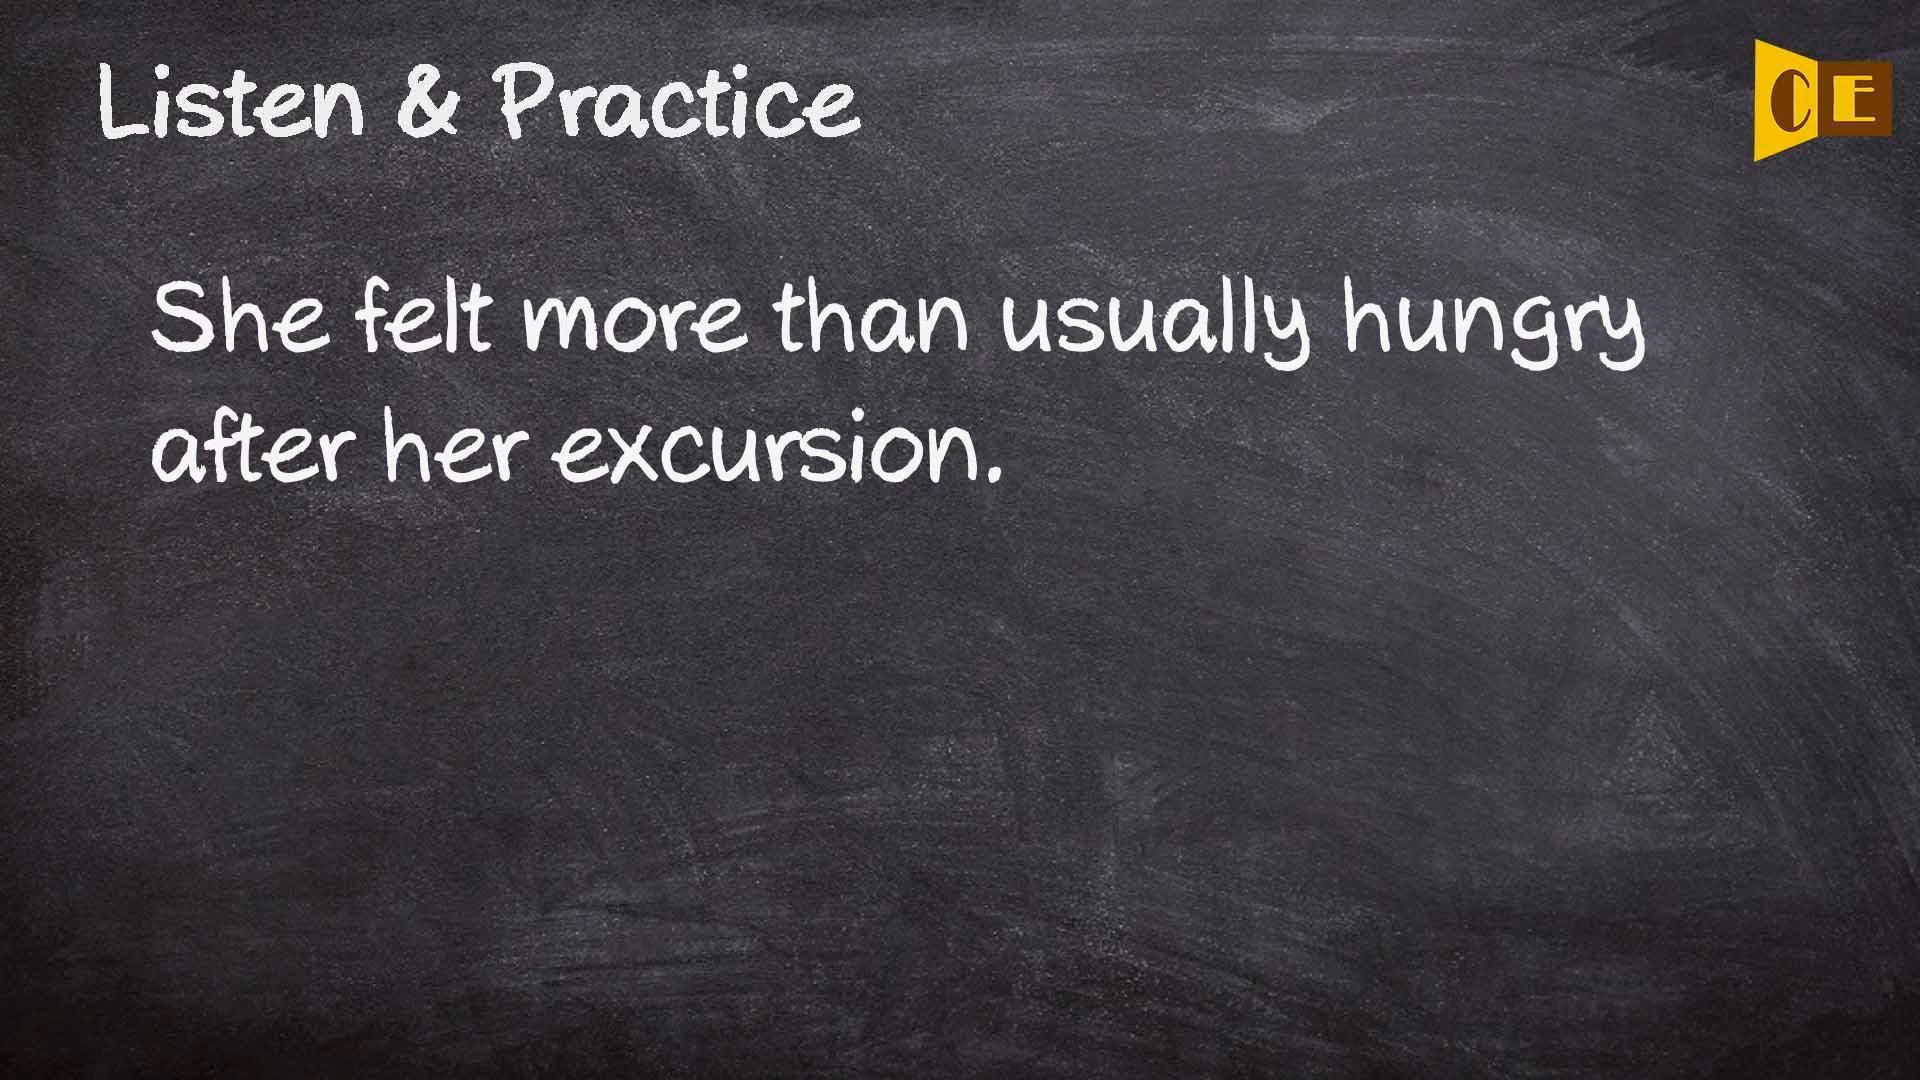 Listen & Practice
CE
She felt more than usually hungry
after her excursion.